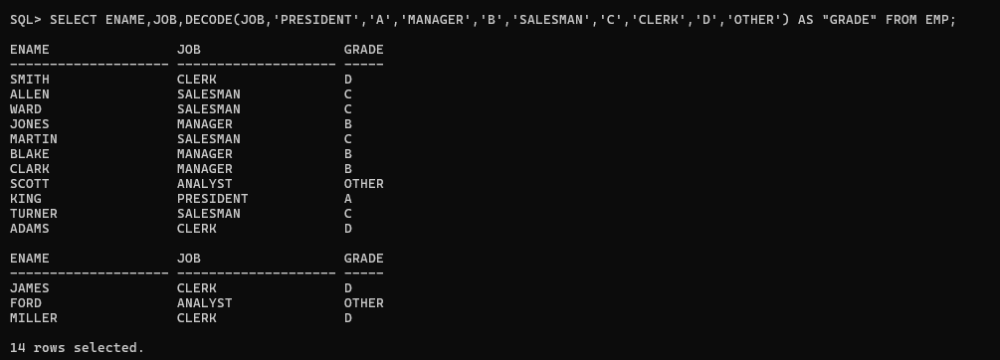 SQL> SELECT ENAME,JOB,DECODE(JOB,'PRESIDENT','A','MANAGER','B','SALESMAN','C','CLERK','D','OTHER') AS "GRADE" FROM EMP;
ENAME                JOB                  GRADE
-------------------- -------------------- -----
SMITH                CLERK                D
ALLEN                SALESMAN             C
WARD                 SALESMAN             C
JONES                MANAGER              B
MARTIN               SALESMAN             C
BLAKE                MANAGER              B
CLARK                MANAGER              B
SCOTT                ANALYST              OTHER
KING                 PRESIDENT            A
TURNER               SALESMAN             C
ADAMS                CLERK                D
ENAME                JOB                  GRADE
-------------------- -------------------- -----
JAMES                CLERK                D
FORD                 ANALYST              OTHER
MILLER               CLERK                D
14 rows selected.